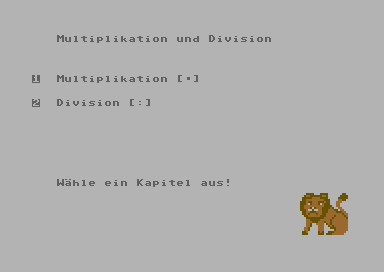 Multiplikation und Division
1 Multiplikation [•]
2 Division [:]
Wähle ein Kapitel aus!